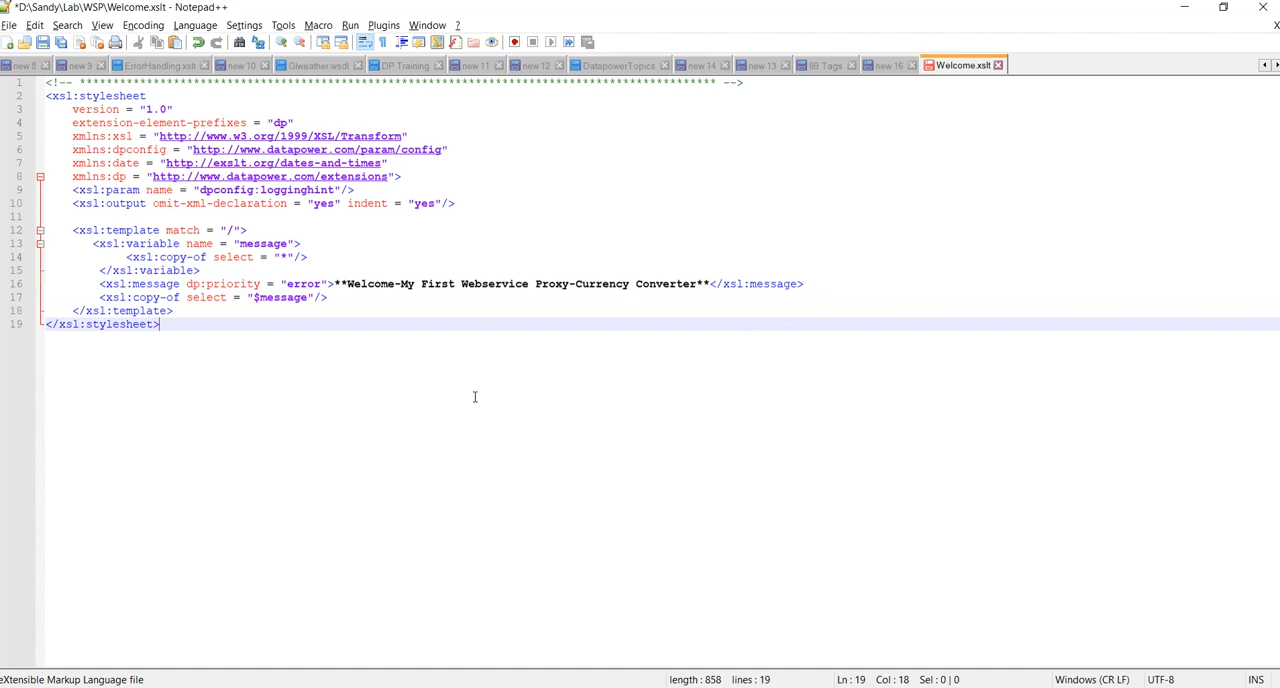 *D:\Sandy\Lab\WSP\Welcome.xslt - Notepad++
File Edit Search View Encoding Language Settings Tools Macro Run Plugins Window ? X
new 8 new 9 ErrorHandling.xslt new 10 Glweather.wsdl DP Training new 11 new 12 DatapowerTopics new 14 new 13 IIB Tags new 16 Welcome.xslt
1 <!-- ************************************************************************************************ -->
2 <xsl:stylesheet
3 version = "1.0"
4 extension-element-prefixes = "dp"
5 xmlns:xsl = "http://www.w3.org/1999/XSL/Transform"
6 xmlns:dpconfig = "http://www.datapower.com/param/config"
7 xmlns:date = "http://exslt.org/dates-and-times"
8 xmlns:dp = "http://www.datapower.com/extensions">
9 <xsl:param name = "dpconfig:logginghint"/>
10 <xsl:output omit-xml-declaration = "yes" indent = "yes"/>
11
12 <xsl:template match = "/">
13 <xsl:variable name = "message">
14 <xsl:copy-of select = "*"/>
15 </xsl:variable>
16 <xsl:message dp:priority = "error">**Welcome-My First Webservice Proxy-Currency Converter**</xsl:message>
17 <xsl:copy-of select = "$message"/>
18 </xsl:template>
19 </xsl:stylesheet>
eXtensible Markup Language file length : 858 lines : 19 Ln : 19 Col : 18 Sel : 0 | 0 Windows (CR LF) UTF-8 INS